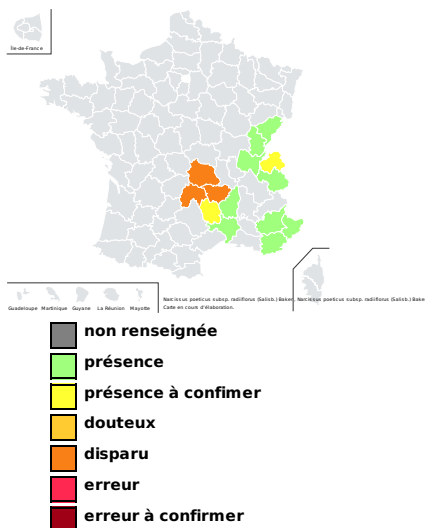 Île-de-France
Guadeloupe Martinique Guyane La Réunion Mayotte
Narcissus poeticus subsp. radiiflorus (Salisb.) Baker, Narcissus poeticus subsp. radiiflorus (Salisb.) Baker
Carte en cours d'élaboration.
non renseignée
présence
présence à confimer
douteux
disparu
erreur
erreur à confirmer